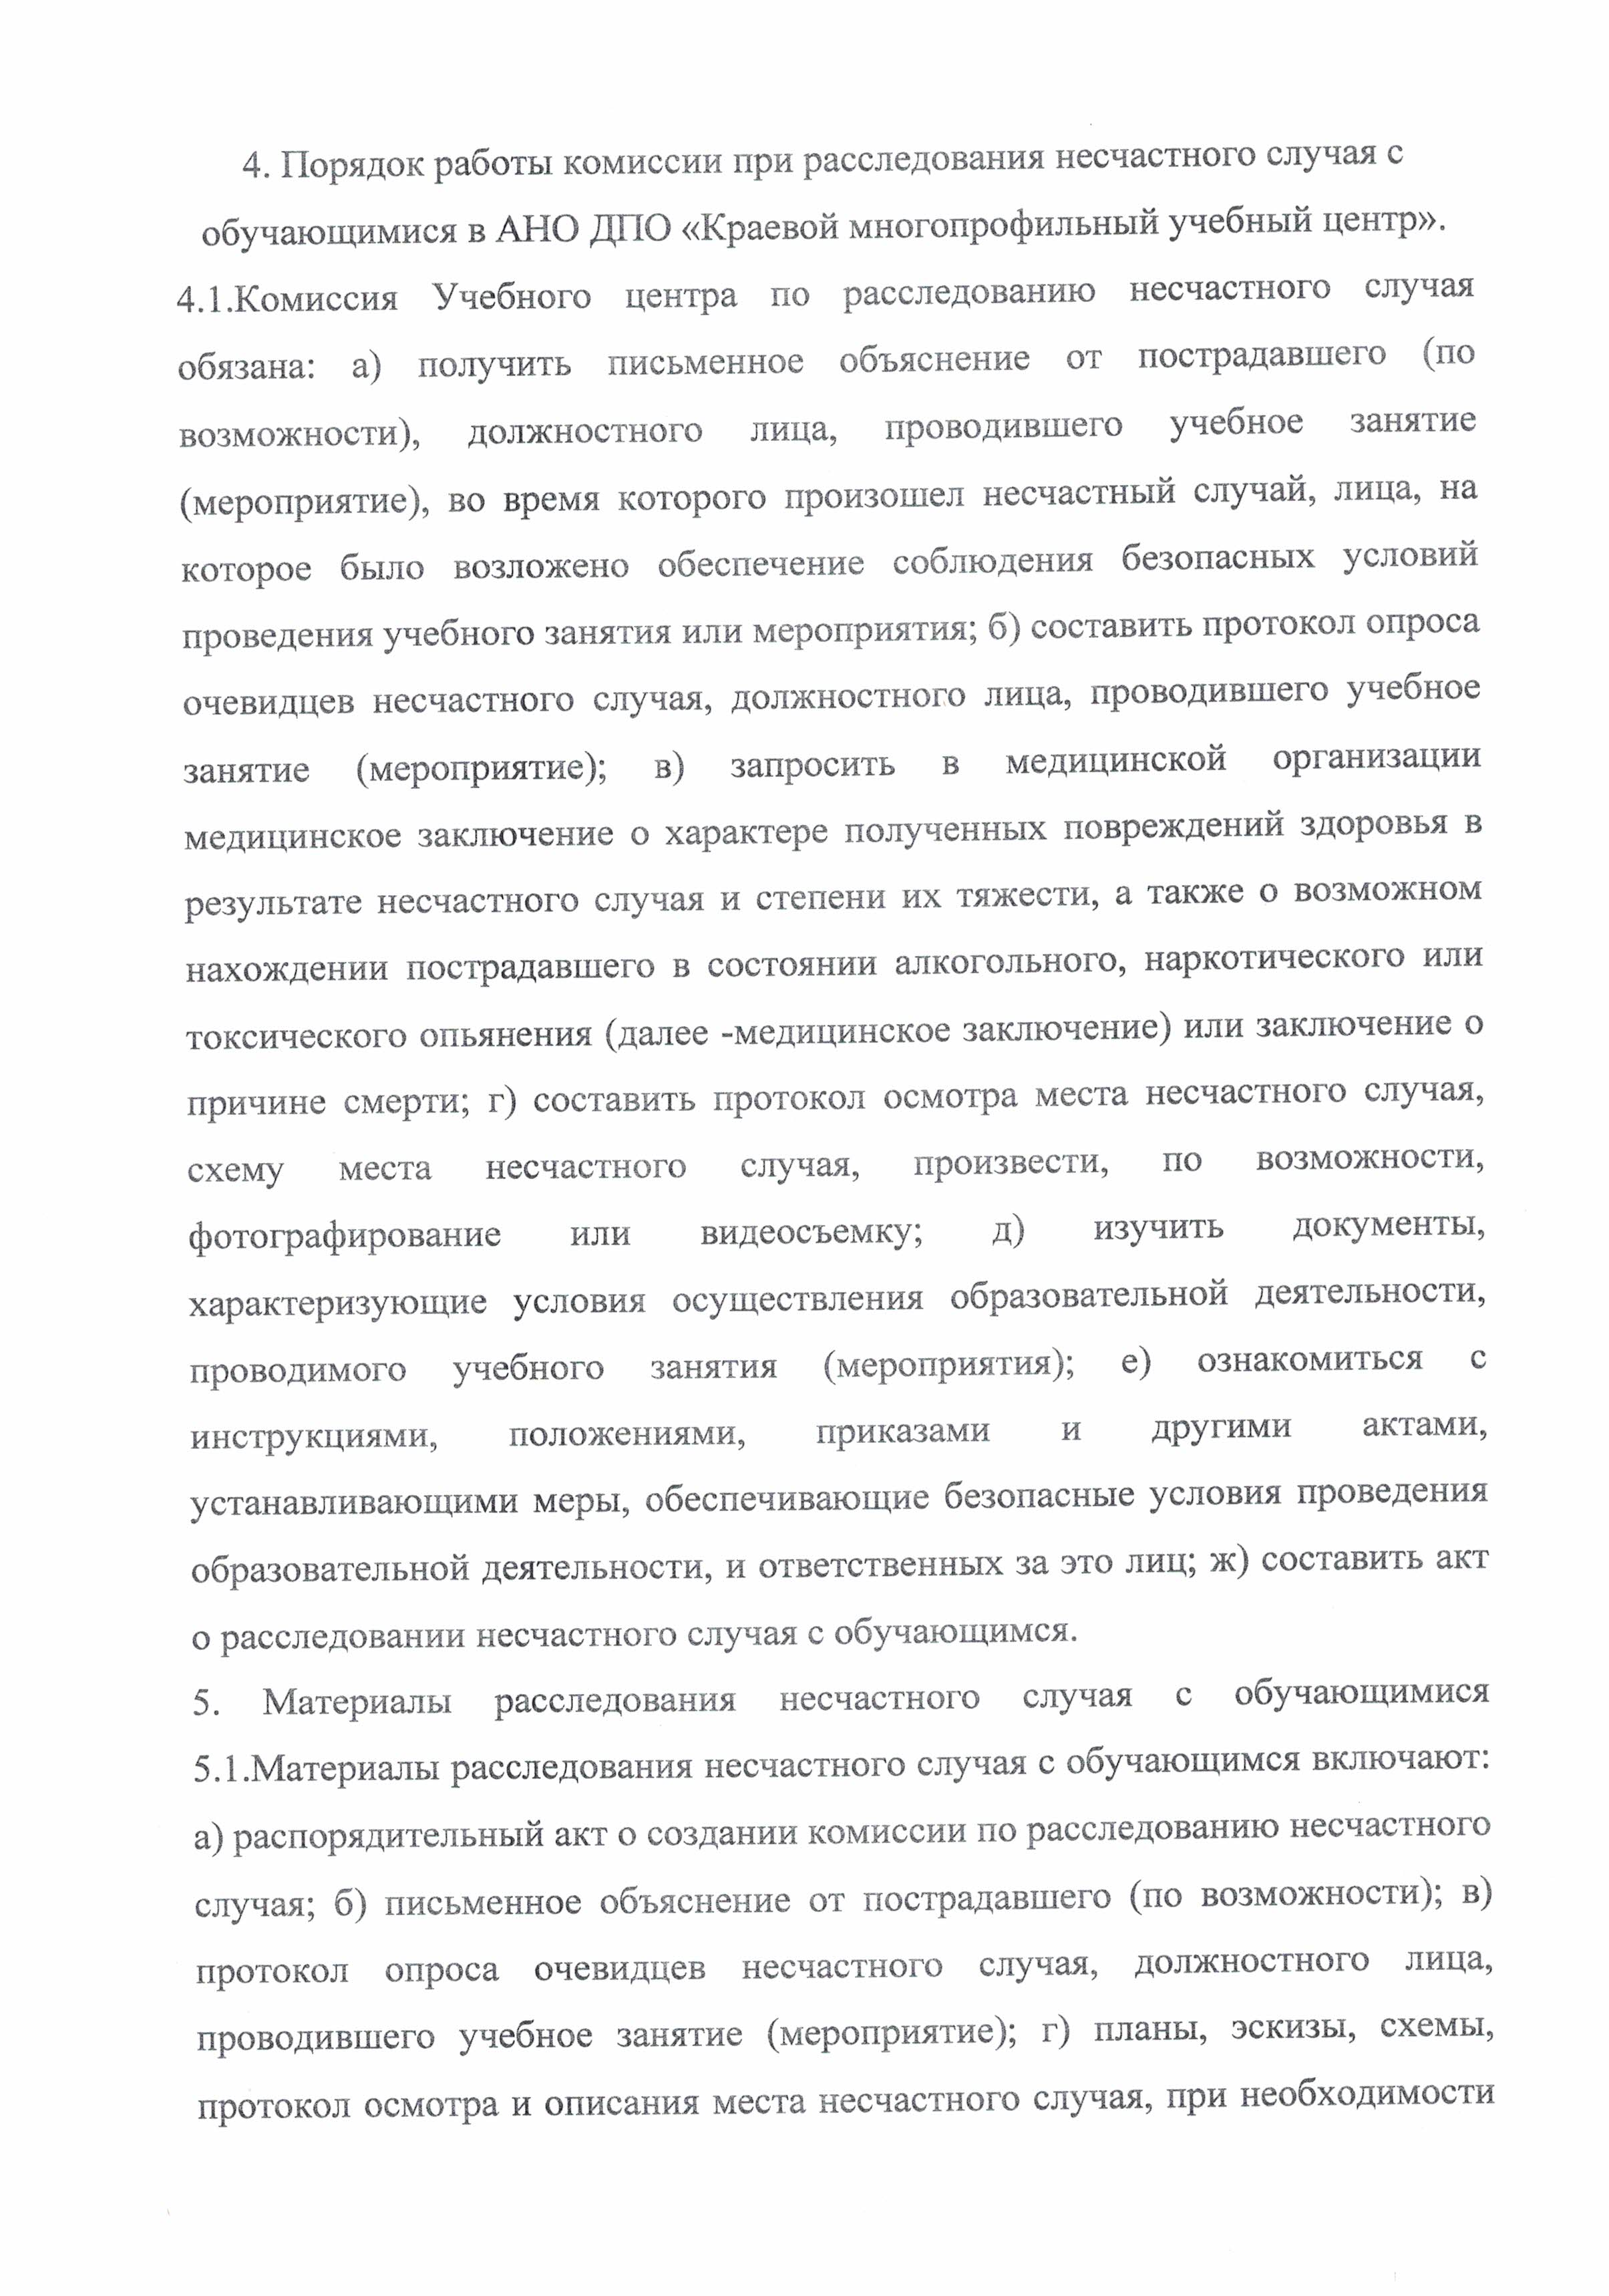 4. Порядок работы комиссии при расследования несчастного случая с
обучающимися в АНО ДПО «Краевой многопрофильный учебный центр».
4.1.Комиссия Учебного центра по расследованию несчастного случая
обязана: а) получить письменное объяснение от пострадавшего (по
возможности), должностного лица, проводившего учебное занятие
(мероприятие), во время которого произошел несчастный случай, лица, на
которое было возложено обеспечение соблюдения безопасных условий
проведения учебного занятия или мероприятия; б) составить протокол опроса
очевидцев несчастного случая, должностного лица, проводившего учебное
занятие (мероприятие); в) запросить в медицинской организации
медицинское заключение о характере полученных повреждений здоровья в
результате несчастного случая и степени их тяжести, а также о возможном
нахождении пострадавшего в состоянии алкогольного, наркотического или
токсического опьянения (далее -медицинское заключение) или заключение о
причине смерти; г) составить протокол осмотра места несчастного случая,
схему места несчастного случая, произвести, по возможности,
фотографирование или видеосъемку; д) изучить документы,
характеризующие условия осуществления образовательной деятельности,
проводимого учебного занятия (мероприятия); е) ознакомиться с
инструкциями, положениями, приказами и другими актами,
устанавливающими меры, обеспечивающие безопасные условия проведения
образовательной деятельности, и ответственных за это лиц; ж) составить акт
о расследовании несчастного случая с обучающимся.
5. Материалы расследования несчастного случая с обучающимися
5.1.Материалы расследования несчастного случая с обучающимся включают:
а) распорядительный акт о создании комиссии по расследованию несчастного
случая; б) письменное объяснение от пострадавшего (по возможности); в)
протокол опроса очевидцев несчастного случая, должностного лица,
проводившего учебное занятие (мероприятие); г) планы, эскизы, схемы,
протокол осмотра и описания места несчастного случая, при необходимости